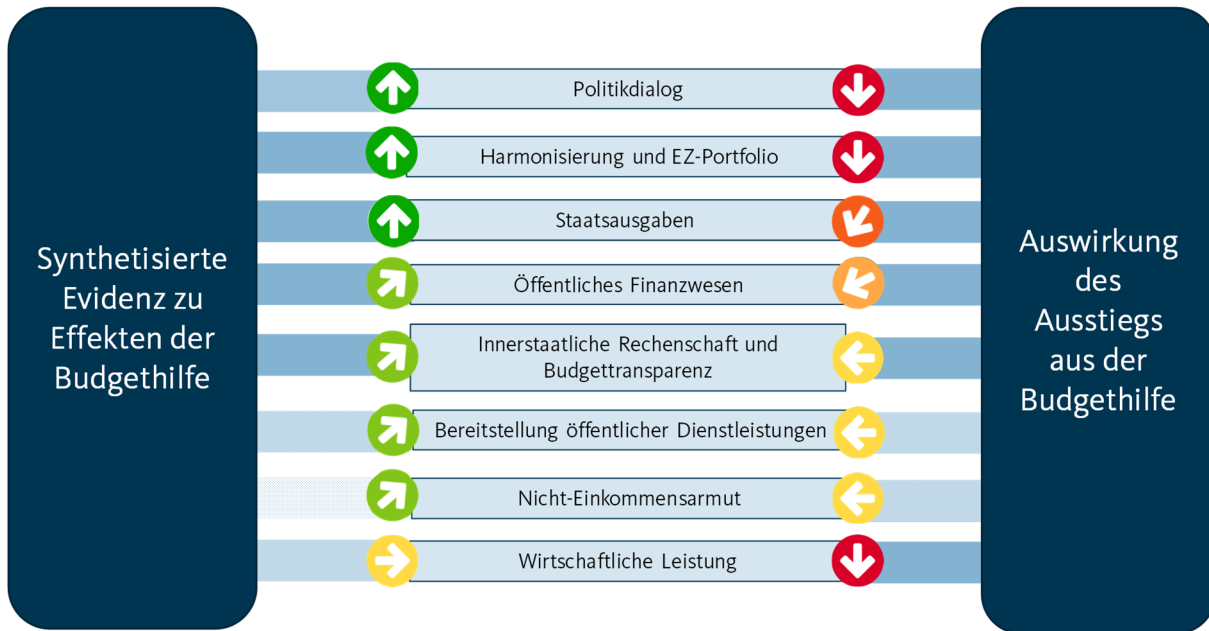 Synthetisierte
Evidenz zu
Effekten der
Budgethilfe
Politikdialog
Harmonisierung und EZ-Portfolio
Staatsausgaben
Öffentliches Finanzwesen
Innerstaatliche Rechenschaft und
Budgettransparenz
Bereitstellung öffentlicher Dienstleistungen
Nicht-Einkommensarmut
Wirtschaftliche Leistung
Auswirkung
des
Ausstiegs
aus der
Budgethilfe